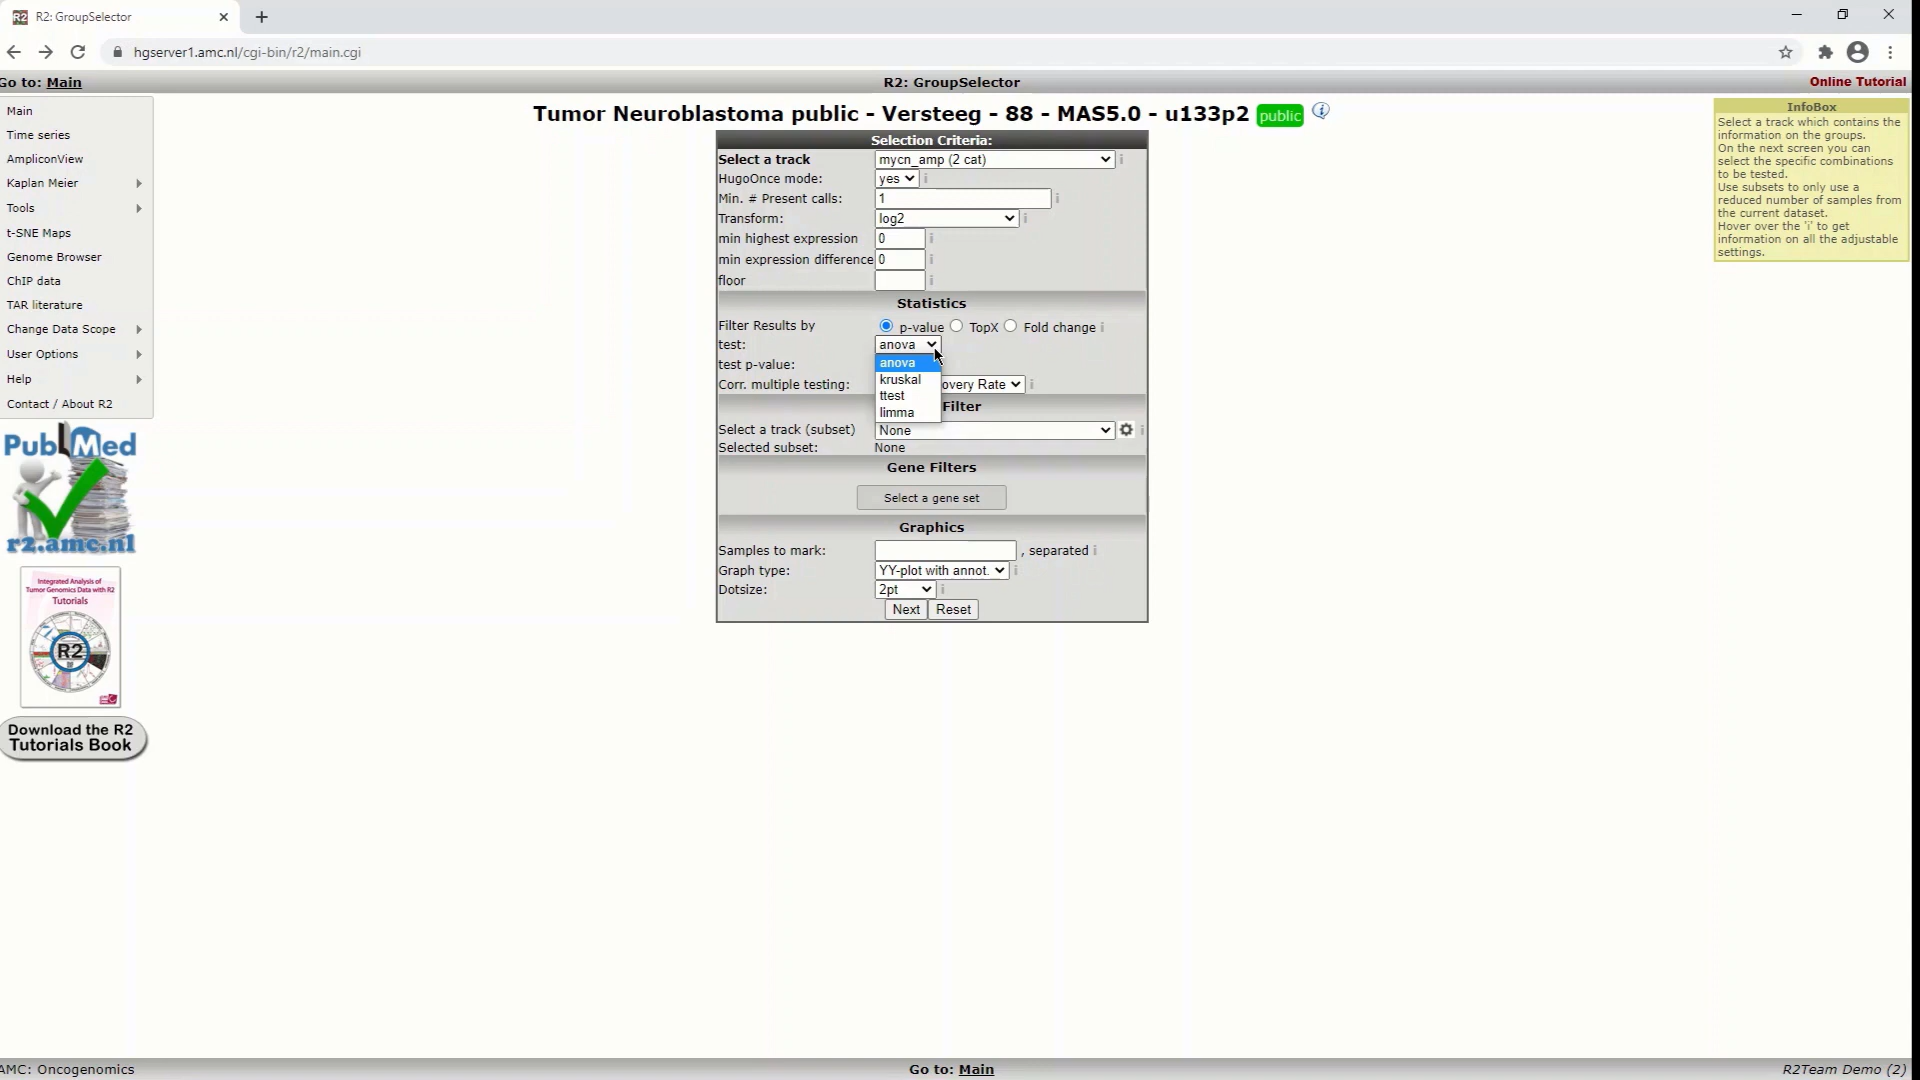 R2: GroupSelector
hgserver1.amc.nl/cgi-bin/r2/main.cgi
Go to: Main
R2: GroupSelector
Online Tutorial
Main
Time series
AmpliconView
Kaplan Meier
Tools
t-SNE Maps
Genome Browser
ChIP data
TAR literature
Change Data Scope
User Options
Help
Contact / About R2
PubMed
r2.amc.nl
Integrated Analysis of
Tumor Genomics Data with R2
Tutorials
R2
Download the R2
Tutorials Book
Tumor Neuroblastoma public - Versteeg - 88 - MAS5.0 - u133p2 public
Selection Criteria:
Select a track mycn_amp (2 cat)
HugoOnce mode: yes
Min. # Present calls: 1
Transform: log2
min highest expression 0
min expression difference 0
floor
Statistics
Filter Results by p-value TopX Fold change
test: anova
anova
kruskal
ttest
limma
test p-value:
Corr. multiple testing: overy Rate
Filter
Select a track (subset) None
Selected subset: None
Gene Filters
Select a gene set
Graphics
Samples to mark: , separated
Graph type: YY-plot with annot.
Dotsize: 2pt
Next Reset
InfoBox
Select a track which contains the
information on the groups.
On the next screen you can
select the specific combinations
to be tested.
Use subsets to only use a
reduced number of samples from
the current dataset.
Hover over the 'i' to get
information on all the adjustable
settings.
AMC: Oncogenomics
Go to: Main
R2Team Demo (2)